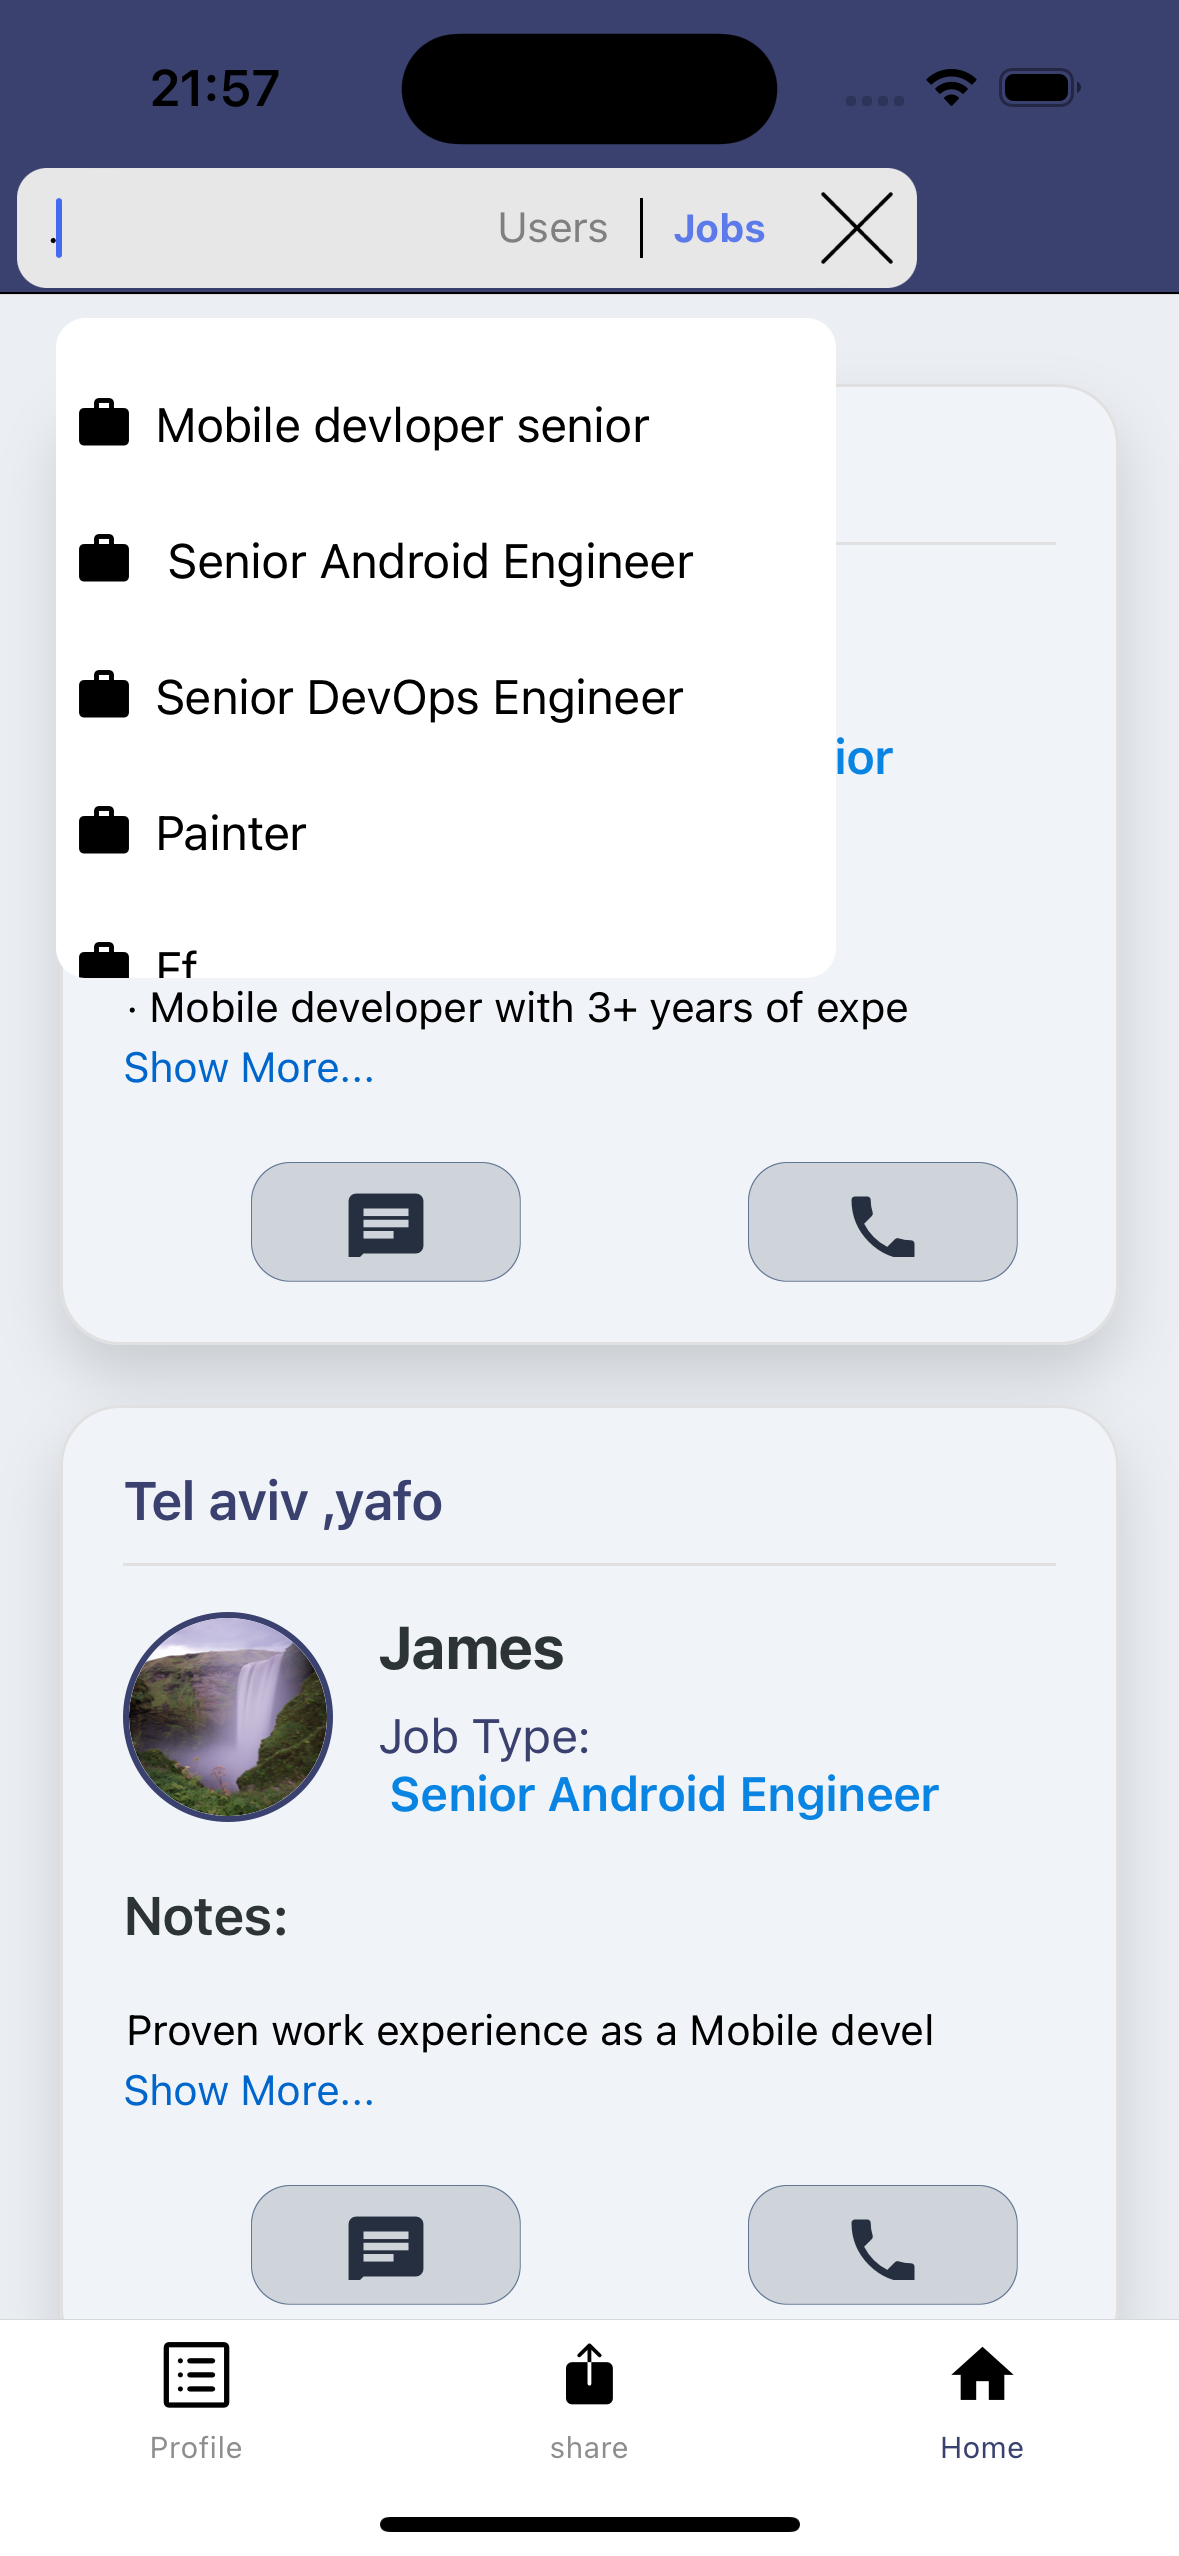 21:57
. Users | Jobs
Mobile devloper senior
Senior Android Engineer
Senior DevOps Engineer
ior
Painter
· Mobile developer with 3+ years of expe
Show More...
Tel aviv ,yafo
James
Job Type:
Senior Android Engineer
Notes:
Proven work experience as a Mobile devel
Show More...
Profile share Home